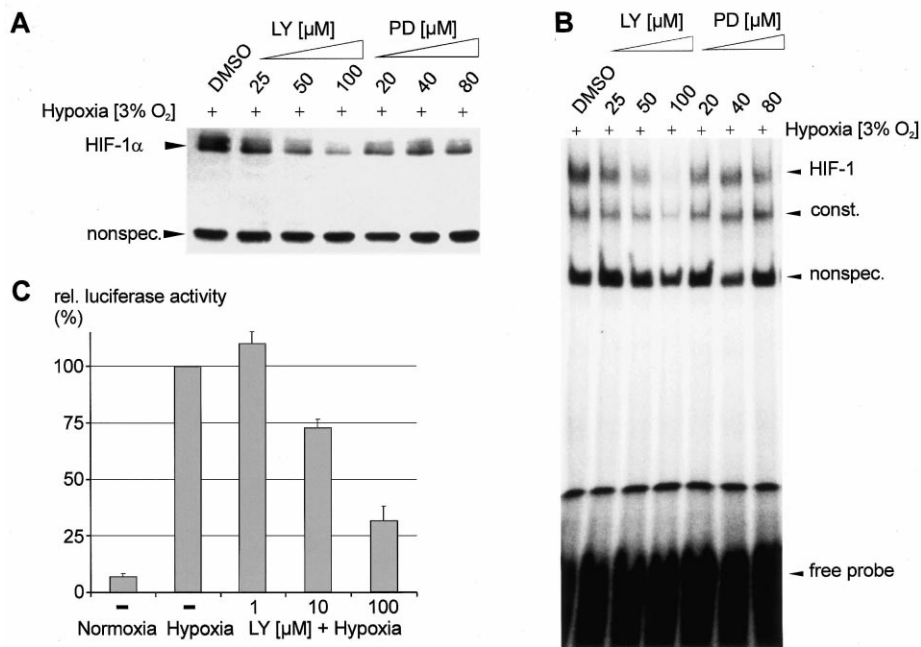 A
LY [µM] PD [µM]
DMSO 25 50 100 20 40 80
Hypoxia [3% O₂] + + + + + + +
HIF-1α
nonspec.
B
LY [µM] PD [µM]
DMSO 25 50 100 20 40 80
+ + + + + + + Hypoxia [3% O₂]
HIF-1
const.
nonspec.
free probe
C
rel. luciferase activity
(%)
100
75
50
25
0
– – 1 10 100
Normoxia Hypoxia LY [µM] + Hypoxia